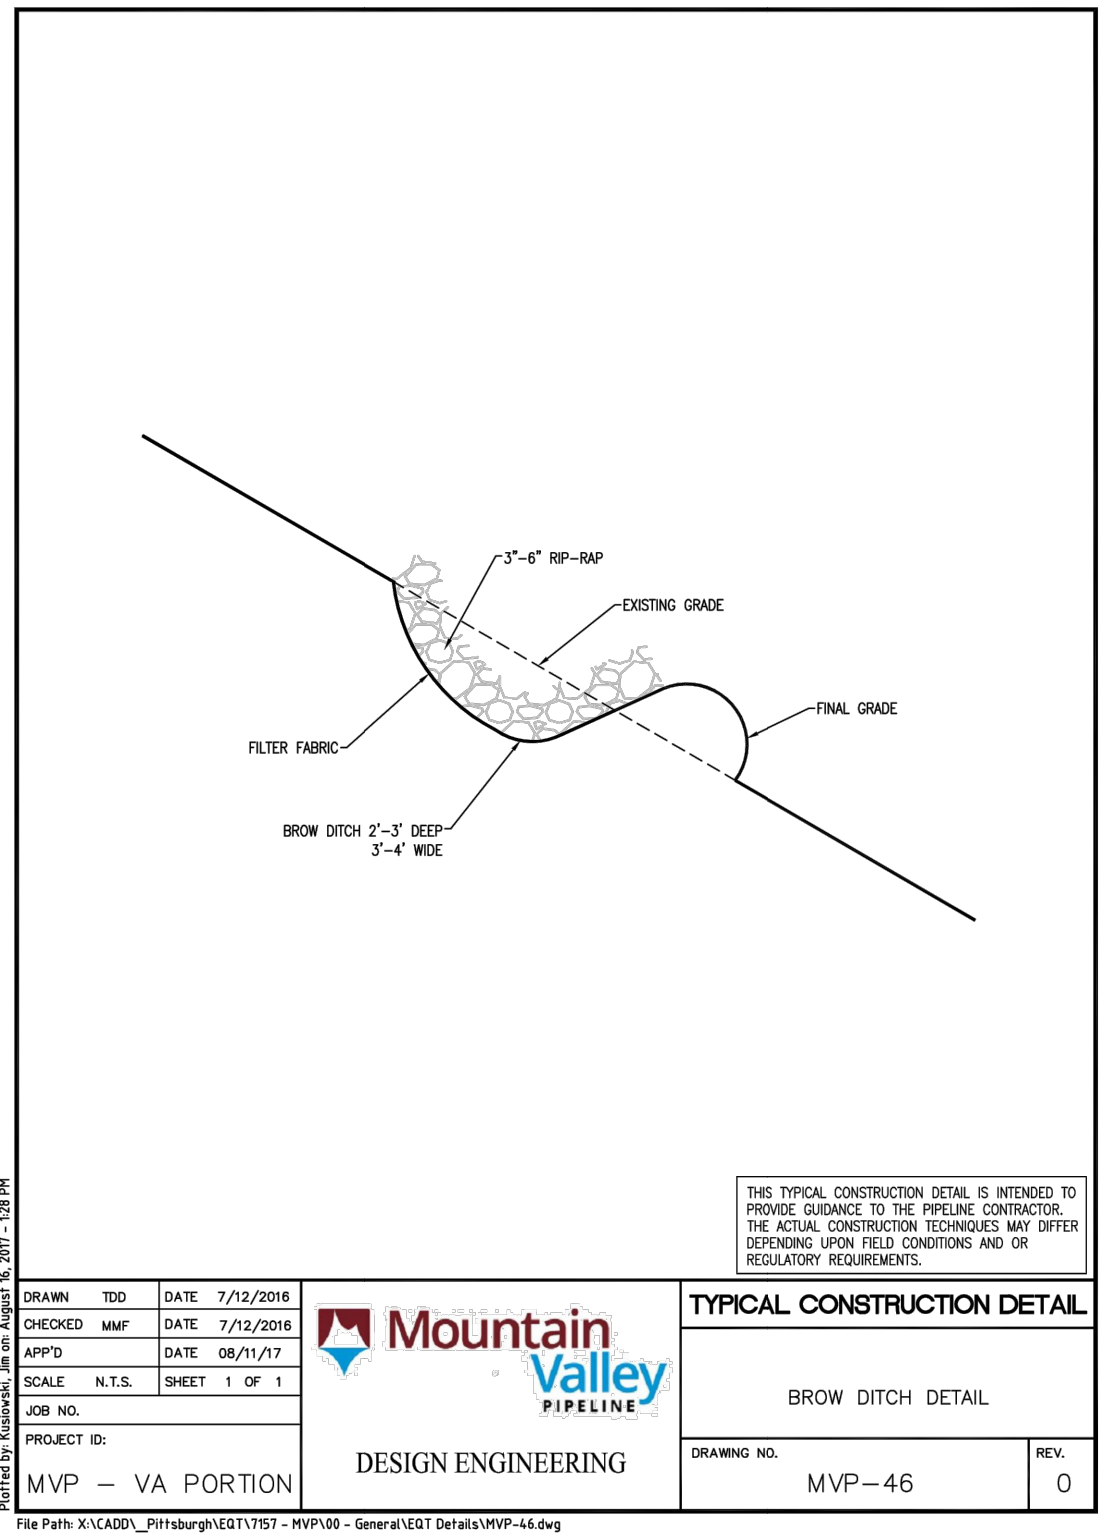 3"-6" RIP-RAP
EXISTING GRADE
FINAL GRADE
FILTER FABRIC
BROW DITCH 2'-3' DEEP
3'-4' WIDE
THIS TYPICAL CONSTRUCTION DETAIL IS INTENDED TO
PROVIDE GUIDANCE TO THE PIPELINE CONTRACTOR.
THE ACTUAL CONSTRUCTION TECHNIQUES MAY DIFFER
DEPENDING UPON FIELD CONDITIONS AND OR
REGULATORY REQUIREMENTS.
Plotted by: Kusiowski, Jim on: August 16, 2017 - 1:28 PM
DRAWN TDD DATE 7/12/2016
CHECKED MMF DATE 7/12/2016
APP'D DATE 08/11/17
SCALE N.T.S. SHEET 1 OF 1
JOB NO.
PROJECT ID:
MVP - VA PORTION
Mountain
Valley
PIPELINE
DESIGN ENGINEERING
TYPICAL CONSTRUCTION DETAIL
BROW DITCH DETAIL
DRAWING NO.
MVP-46
REV.
0
File Path: X:\CADD\_Pittsburgh\EQT\7157 - MVP\00 - General\EQT Details\MVP-46.dwg